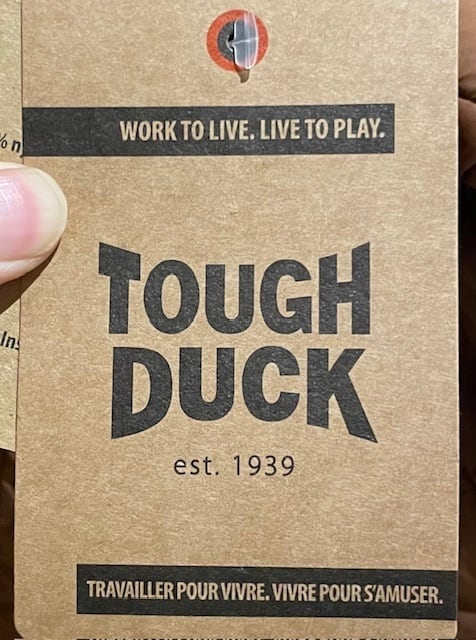 WORK TO LIVE. LIVE TO PLAY.
TOUGH
DUCK
est. 1939
TRAVAILLER POUR VIVRE. VIVRE POUR S'AMUSER.